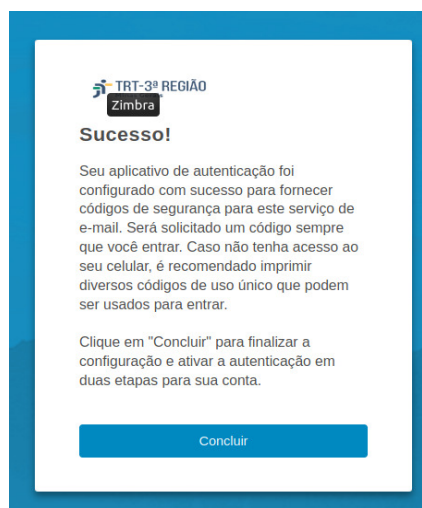 TRT-3ª REGIÃO
Zimbra
Sucesso!
Seu aplicativo de autenticação foi
configurado com sucesso para fornecer
códigos de segurança para este serviço de
e-mail. Será solicitado um código sempre
que você entrar. Caso não tenha acesso ao
seu celular, é recomendado imprimir
diversos códigos de uso único que podem
ser usados para entrar.
Clique em "Concluir" para finalizar a
configuração e ativar a autenticação em
duas etapas para sua conta.
Concluir